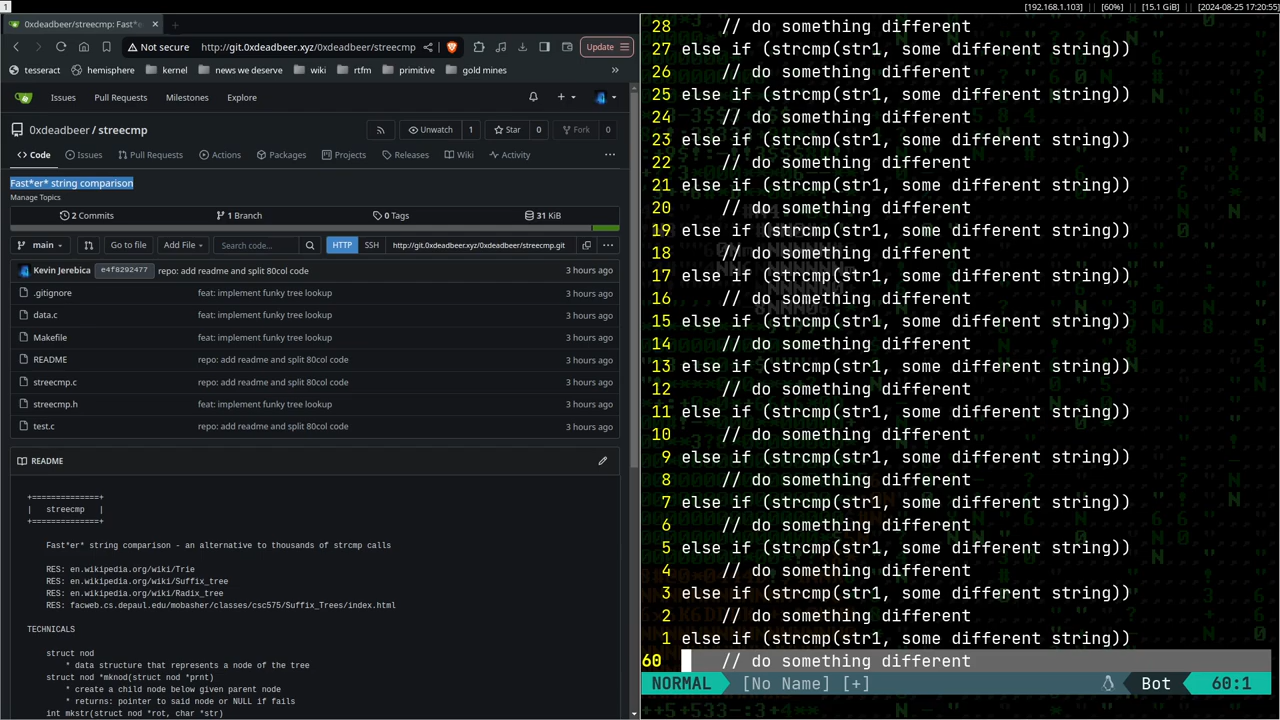 1 [192.168.1.103] || [60%] || [15.1 GiB] || [2024-08-25 17:20:55]
0xdeadbeer/streecmp: Fast*er
Not secure http://git.0xdeadbeer.xyz/0xdeadbeer/streecmp Update
tesseract hemisphere kernel news we deserve wiki rtfm primitive gold mines »
Issues Pull Requests Milestones Explore
0xdeadbeer / streecmp Unwatch 1 Star 0 Fork 0
Code Issues Pull Requests Actions Packages Projects Releases Wiki Activity
Fast*er* string comparison
Manage Topics
2 Commits 1 Branch 0 Tags 31 KiB
main Go to file Add File Search code... HTTP SSH http://git.0xdeadbeer.xyz/0xdeadbeer/streecmp.git
Kevin Jerebica e4f8292477 repo: add readme and split 80col code 3 hours ago
.gitignore feat: implement funky tree lookup 3 hours ago
data.c feat: implement funky tree lookup 3 hours ago
Makefile feat: implement funky tree lookup 3 hours ago
README repo: add readme and split 80col code 3 hours ago
streecmp.c repo: add readme and split 80col code 3 hours ago
streecmp.h feat: implement funky tree lookup 3 hours ago
test.c repo: add readme and split 80col code 3 hours ago
README
+==============+
| streecmp |
+==============+
Fast*er* string comparison - an alternative to thousands of strcmp calls
RES: en.wikipedia.org/wiki/Trie
RES: en.wikipedia.org/wiki/Suffix_tree
RES: en.wikipedia.org/wiki/Radix_tree
RES: facweb.cs.depaul.edu/mobasher/classes/csc575/Suffix_Trees/index.html
TECHNICALS
struct nod
* data structure that represents a node of the tree
struct nod *mknod(struct nod *prnt)
* create a child node below given parent node
* returns: pointer to said node or NULL if fails
int mkstr(struct nod *rot, char *str)
28 // do something different
27 else if (strcmp(str1, some different string))
26 // do something different
25 else if (strcmp(str1, some different string))
24 // do something different
23 else if (strcmp(str1, some different string))
22 // do something different
21 else if (strcmp(str1, some different string))
20 // do something different
19 else if (strcmp(str1, some different string))
18 // do something different
17 else if (strcmp(str1, some different string))
16 // do something different
15 else if (strcmp(str1, some different string))
14 // do something different
13 else if (strcmp(str1, some different string))
12 // do something different
11 else if (strcmp(str1, some different string))
10 // do something different
9 else if (strcmp(str1, some different string))
8 // do something different
7 else if (strcmp(str1, some different string))
6 // do something different
5 else if (strcmp(str1, some different string))
4 // do something different
3 else if (strcmp(str1, some different string))
2 // do something different
1 else if (strcmp(str1, some different string))
60 // do something different
NORMAL [No Name] [+] Bot 60:1